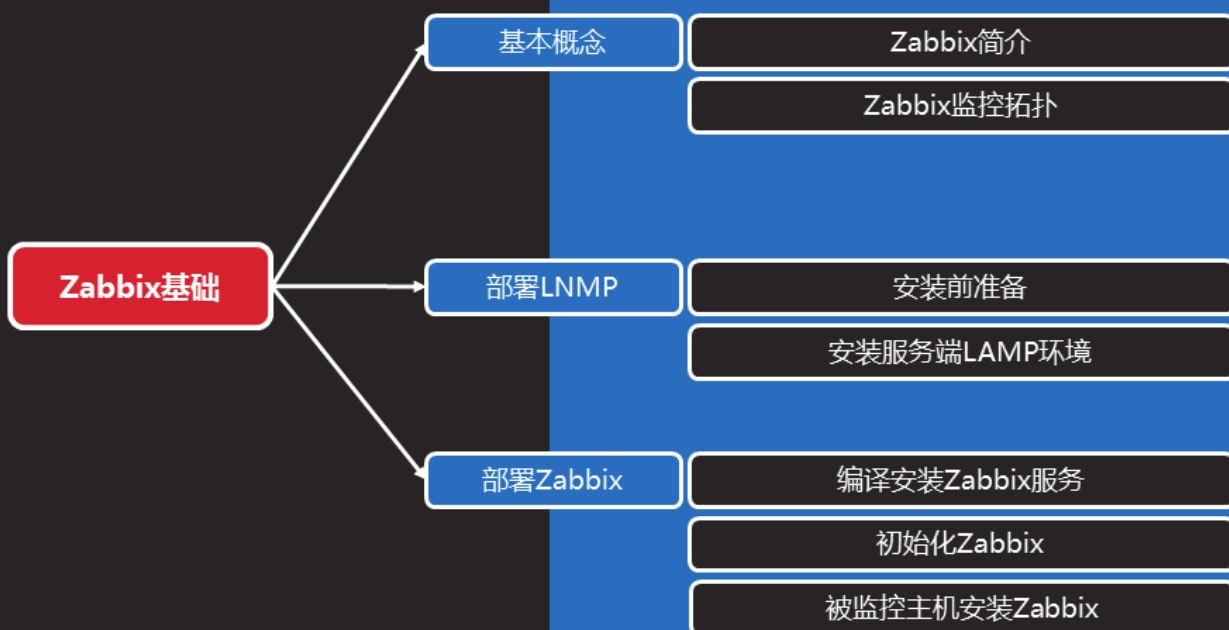 Zabbix基础
基本概念
Zabbix简介
Zabbix监控拓扑
部署LNMP
安装前准备
安装服务端LAMP环境
部署Zabbix
编译安装Zabbix服务
初始化Zabbix
被监控主机安装Zabbix